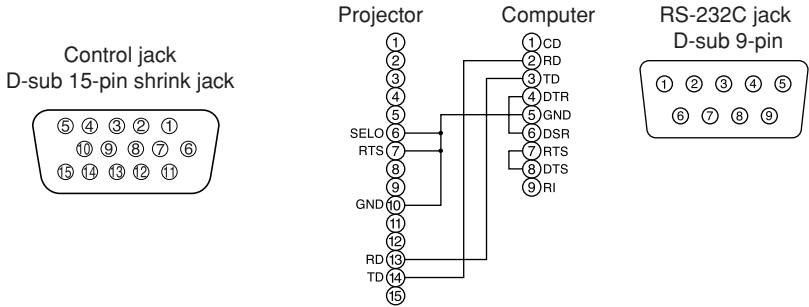 Control jack
D-sub 15-pin shrink jack
5 4 3 2 1
10 9 8 7 6
15 14 13 12 11
Projector
1
2
3
4
5
SELO 6
RTS 7
8
9
GND 10
11
12
RD 13
TD 14
15
Computer
1 CD
2 RD
3 TD
4 DTR
5 GND
6 DSR
7 RTS
8 DTS
9 RI
RS-232C jack
D-sub 9-pin
1 2 3 4 5
6 7 8 9